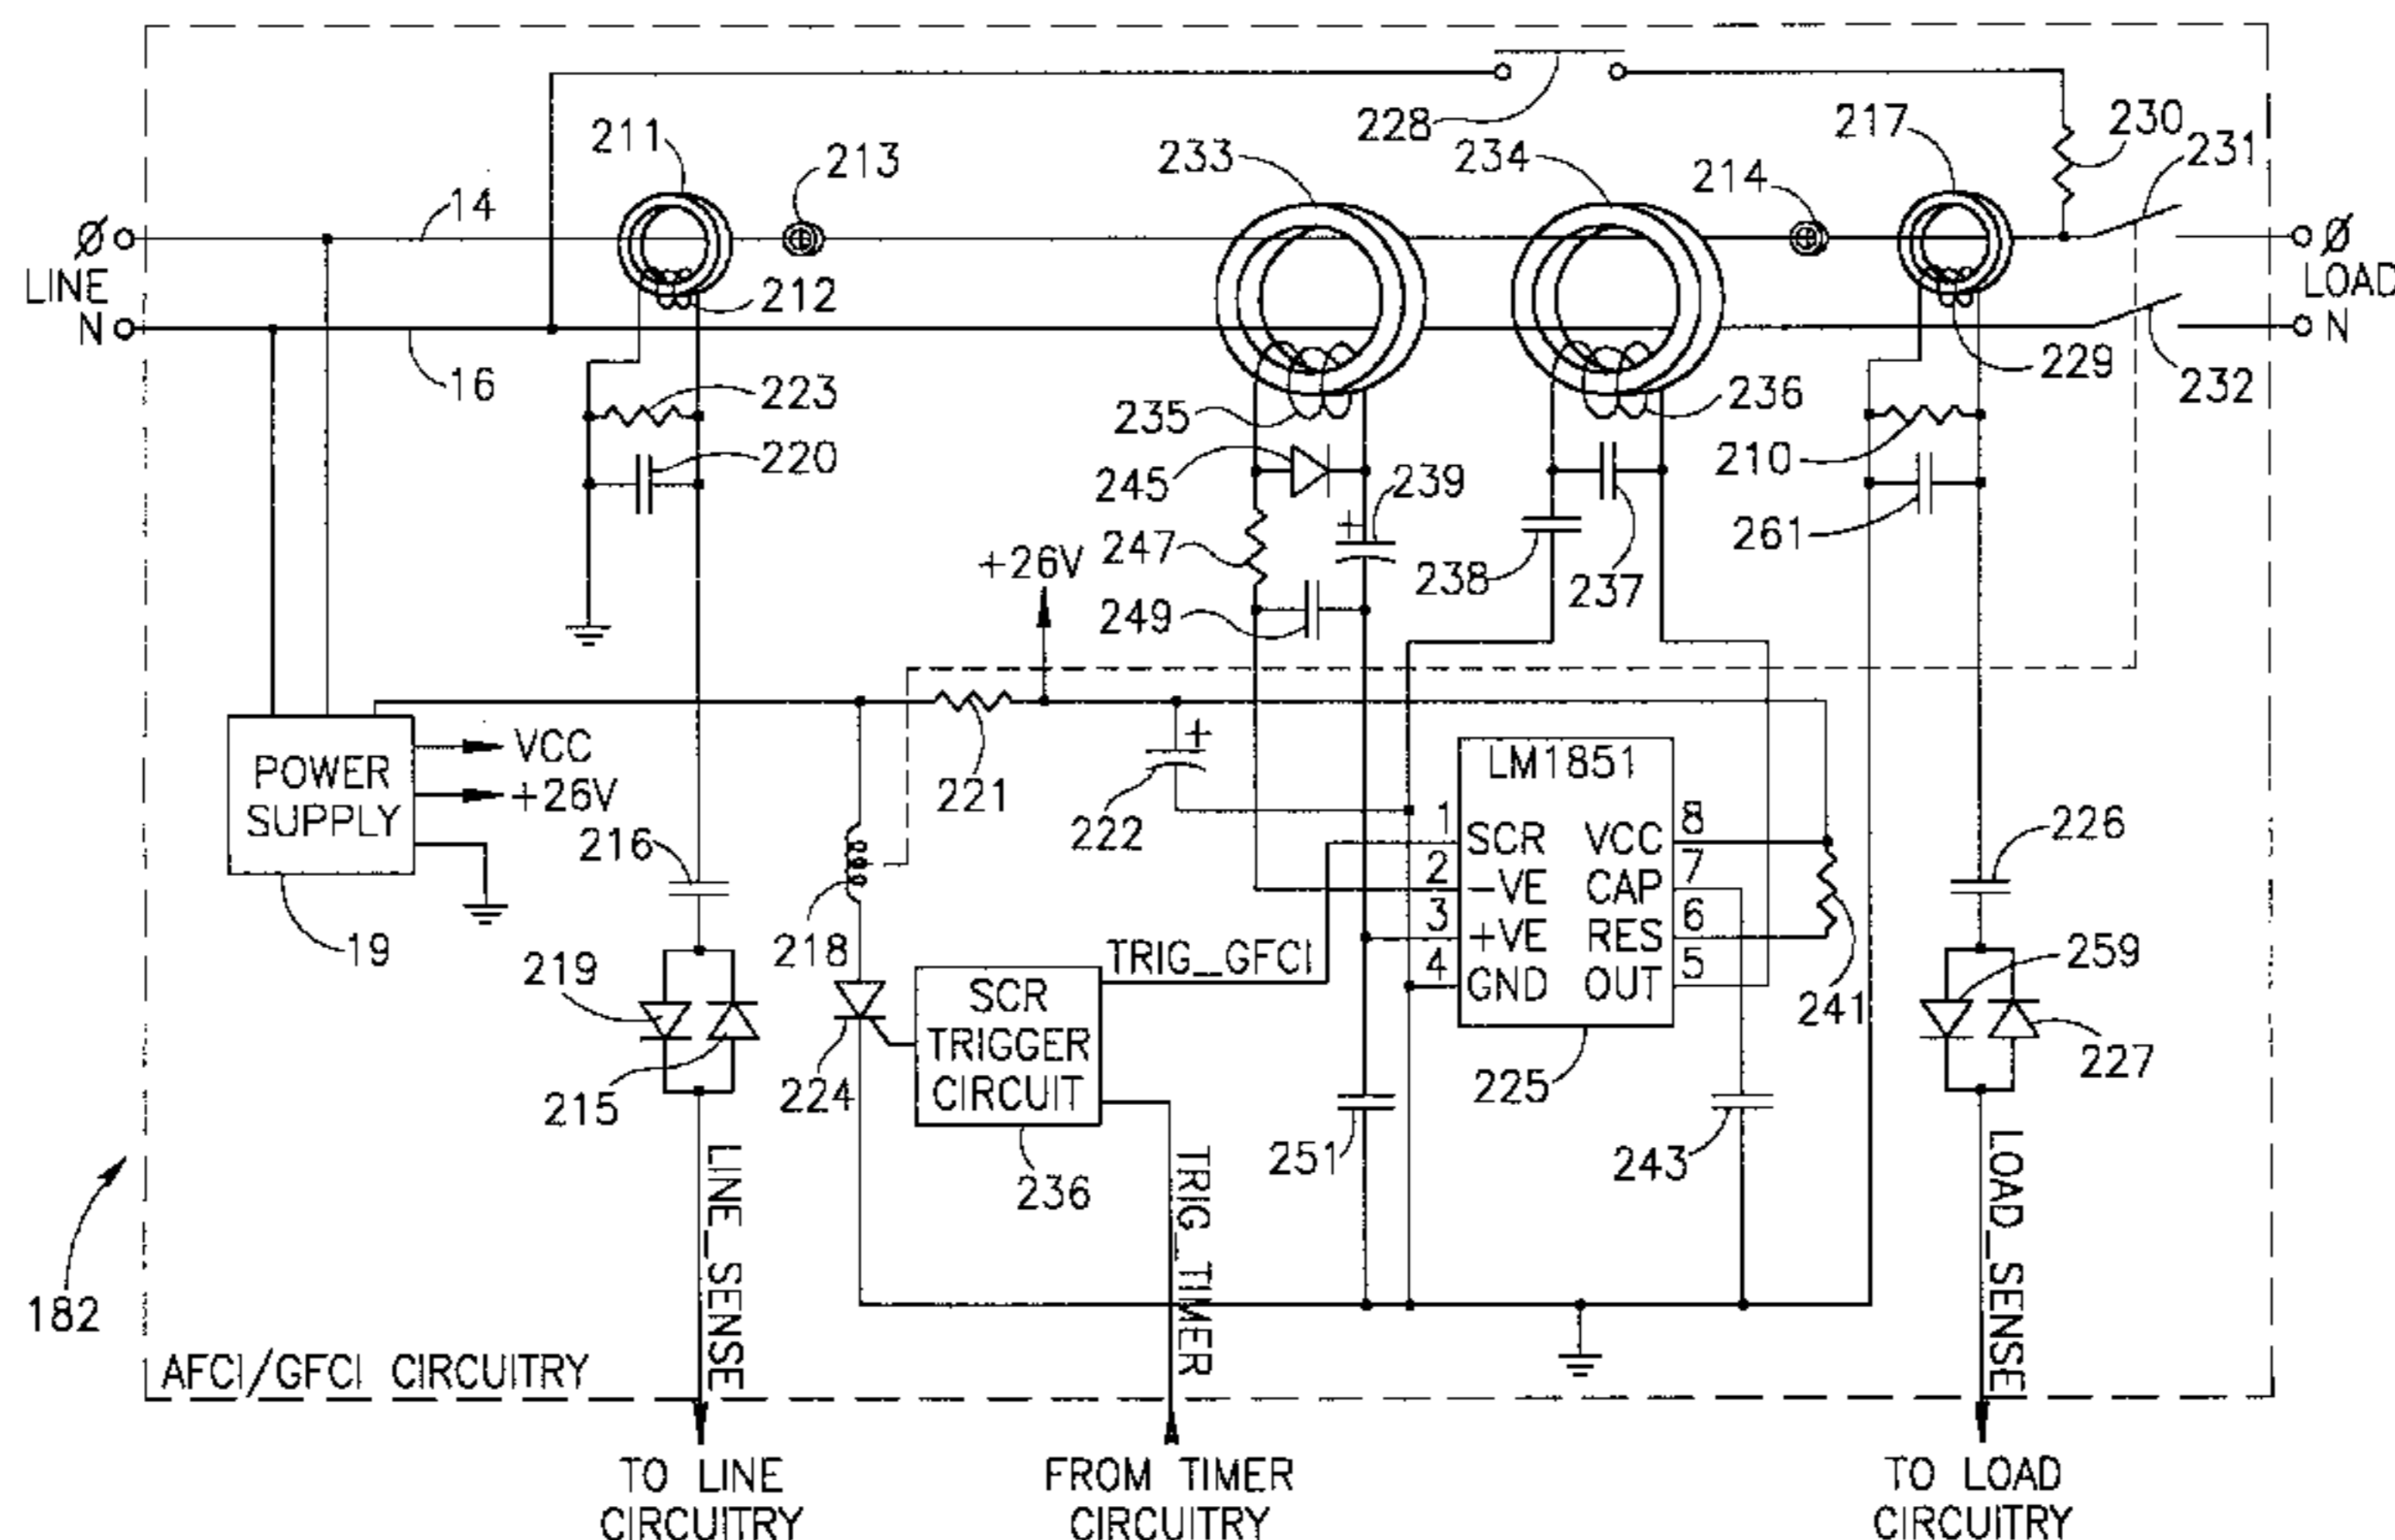 228
211
213
233
234
217
230
231
214
Ø
14
Ø
LINE
LOAD
N
212
N
16
223
235
236
229
232
220
245
239
210
+
247
261
+26V
238
237
249
POWER
SUPPLY
VCC
+26V
+
221
222
LM1851
1
SCR
VCC
8
2
-VE
CAP
7
3
+VE
RES
6
4
GND
OUT
5
216
226
19
218
TRIG_GFCI
241
219
259
SCR
TRIGGER
CIRCUIT
215
224
225
227
236
251
243
LINE_SENSE
TRIG_TIMER
LOAD_SENSE
182
AFCI/GFCI CIRCUITRY
TO LINE
CIRCUITRY
FROM TIMER
CIRCUITRY
TO LOAD
CIRCUITRY